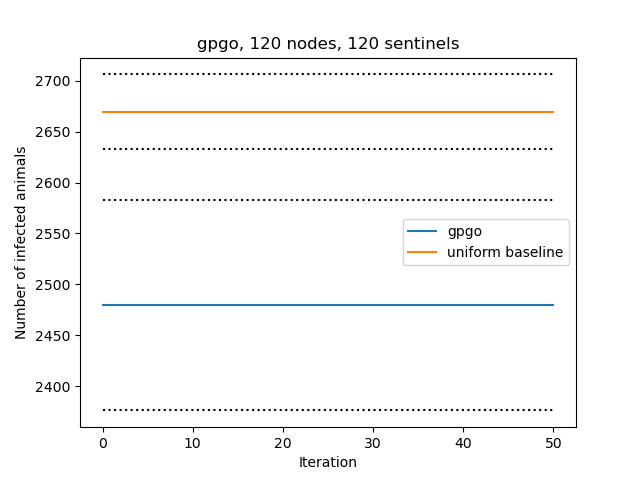 gpgo, 120 nodes, 120 sentinels
2700
2650
2600
2550
2500
2450
2400
Number of infected animals
gpgo
uniform baseline
0 10 20 30 40 50
Iteration